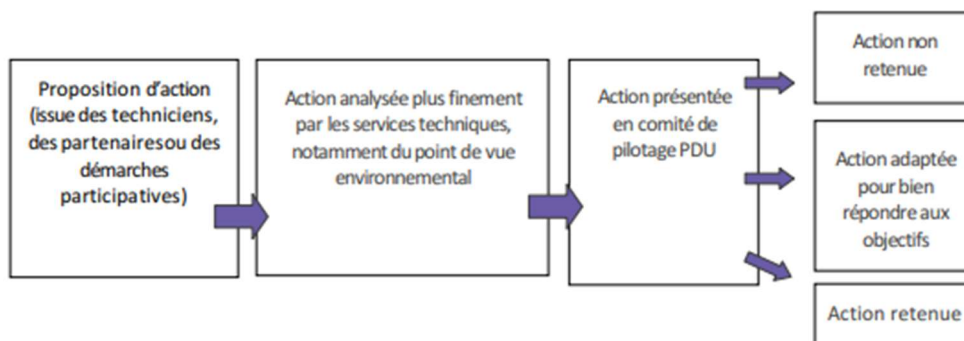 Proposition d'action
(issue des techniciens,
des partenairesou des
démarches
participatives)
Action analysée plus finement
par les services techniques,
notamment du point de vue
environnemental
Action présentée
en comité de
pilotage PDU
Action non
retenue
Action adaptée
pour bien
répondre aux
objectifs
Action retenue